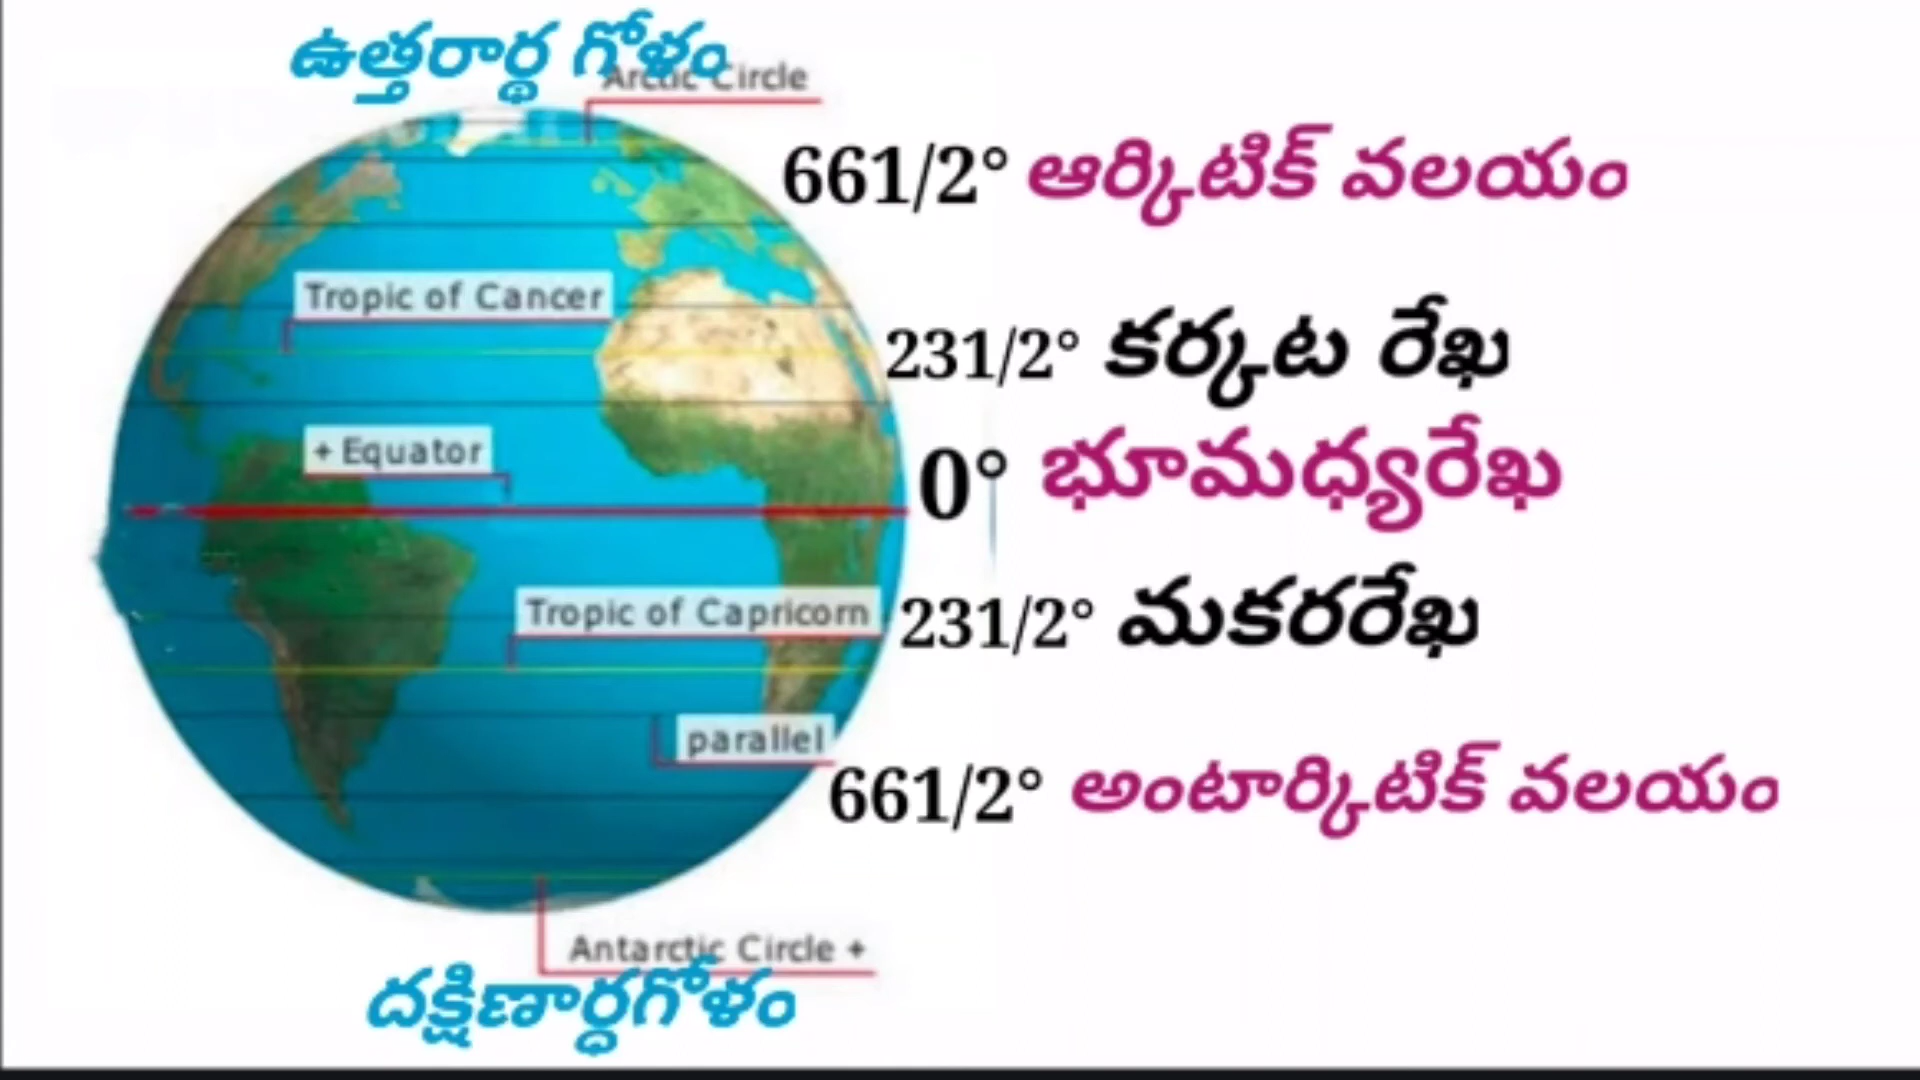 ఉత్తరార్థ గోళం
Arctic Circle
661/2° ఆర్కిటిక్ వలయం
Tropic of Cancer
231/2° కర్కట రేఖ
+ Equator
0° భూమధ్యరేఖ
Tropic of Capricorn
231/2° మకరరేఖ
parallel
661/2° అంటార్కిటిక్ వలయం
Antarctic Circle +
దక్షిణార్ధగోళం